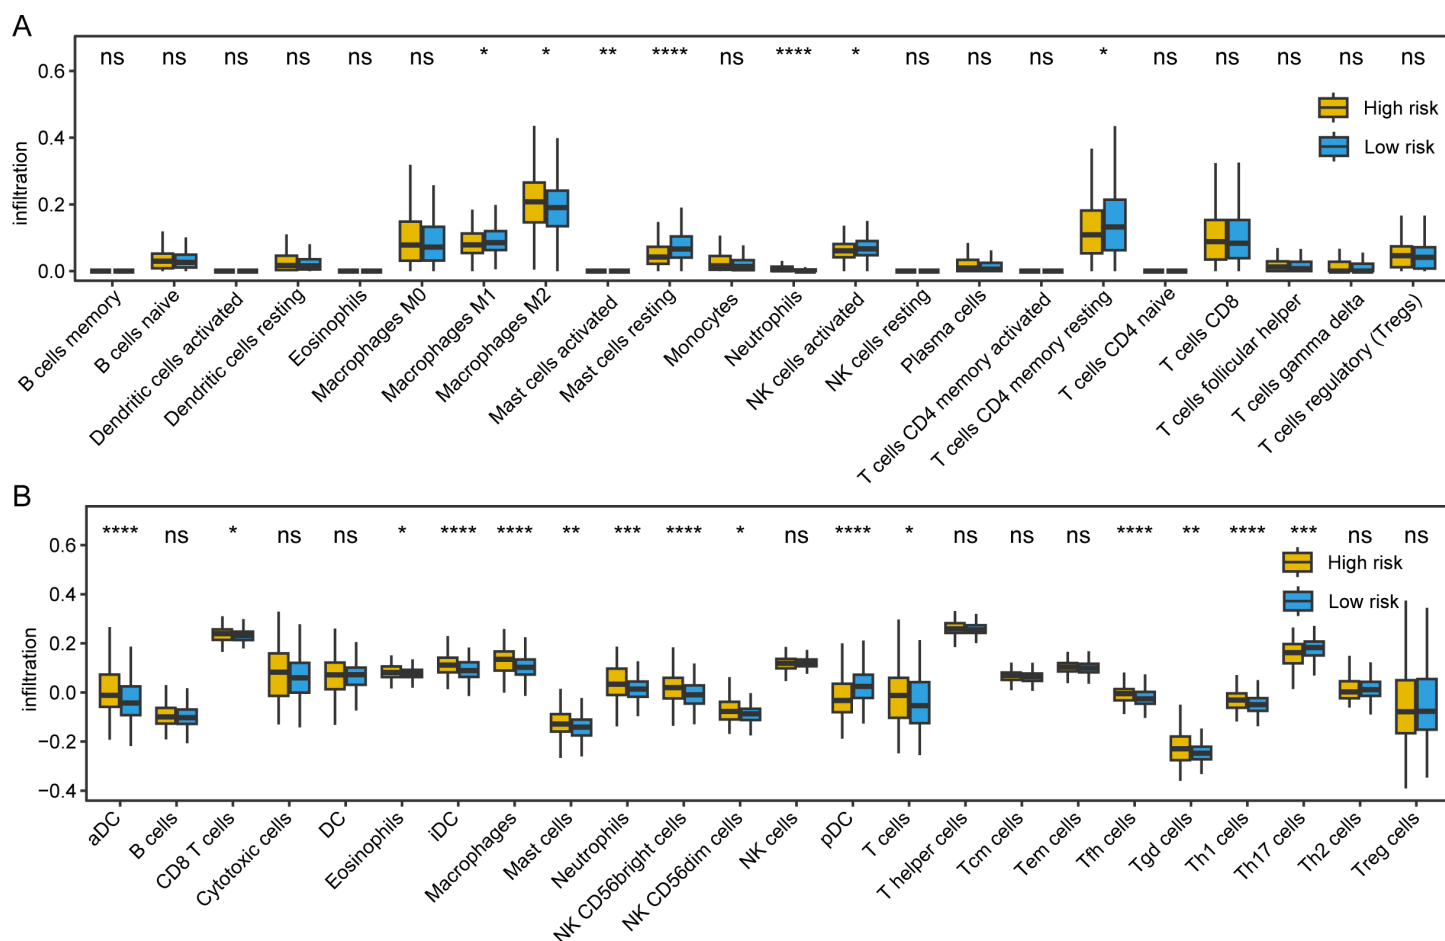 A
ns ns ns ns ns ns * * ** **** ns **** * ns ns ns * ns ns ns ns ns
0.6
High risk
0.4
Low risk
infiltration
0.2
0.0
B cells memory
B cells naive
Dendritic cells activated
Dendritic cells resting
Eosinophils
Macrophages M0
Macrophages M1
Macrophages M2
Mast cells activated
Mast cells resting
Monocytes
Neutrophils
NK cells activated
NK cells resting
Plasma cells
T cells CD4 memory activated
T cells CD4 memory resting
T cells CD4 naive
T cells CD8
T cells follicular helper
T cells gamma delta
T cells regulatory (Tregs)
B
**** ns * ns ns * **** **** ** *** **** * ns **** * ns ns ns **** ** **** *** ns ns
0.6
High risk
0.4
Low risk
0.2
infiltration
0.0
−0.2
−0.4
aDC
B cells
CD8 T cells
Cytotoxic cells
DC
Eosinophils
iDC
Macrophages
Mast cells
Neutrophils
NK CD56bright cells
NK CD56dim cells
NK cells
pDC
T cells
T helper cells
Tcm cells
Tem cells
Tfh cells
Tgd cells
Th1 cells
Th17 cells
Th2 cells
Treg cells